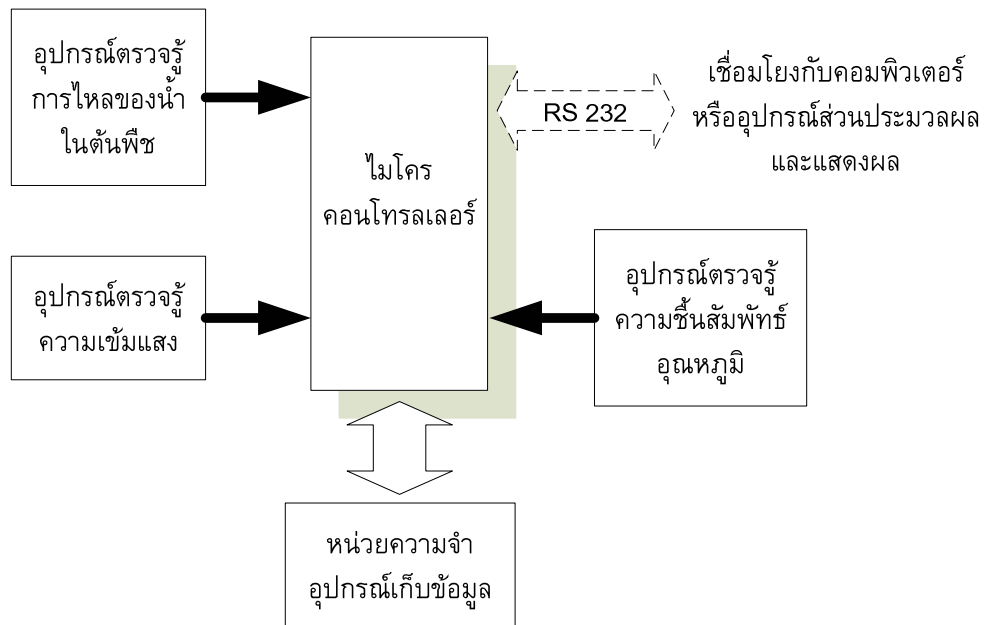 อุปกรณ์ตรวจรู้
การไหลของน้ำ
ในต้นพืช
ไมโคร
คอนโทรลเลอร์
RS 232
เชื่อมโยงกับคอมพิวเตอร์
หรืออุปกรณ์ส่วนประมวลผล
และแสดงผล
อุปกรณ์ตรวจรู้
ความเข้มแสง
อุปกรณ์ตรวจรู้
ความชื้นสัมพัทธ์
อุณหภูมิ
หน่วยความจำ
อุปกรณ์เก็บข้อมูล